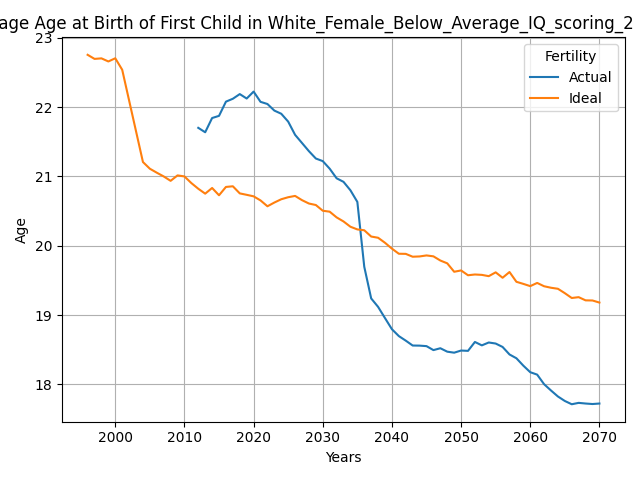 age Age at Birth of First Child in White_Female_Below_Average_IQ_scoring_2
Fertility
Actual
Ideal
23
22
21
20
19
18
Age
2000 2010 2020 2030 2040 2050 2060 2070
Years